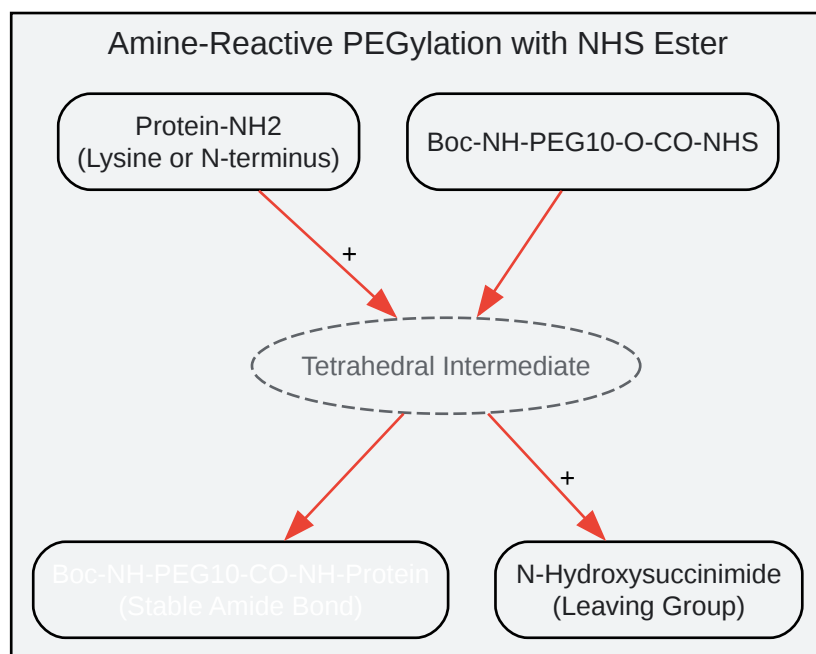 Amine-Reactive PEGylation with NHS Ester
Protein-NH2
(Lysine or N-terminus)
Boc-NH-PEG10-O-CO-NHS
+
Tetrahedral Intermediate
+
Boc-NH-PEG10-CO-NH-Protein
(Stable Amide Bond)
N-Hydroxysuccinimide
(Leaving Group)